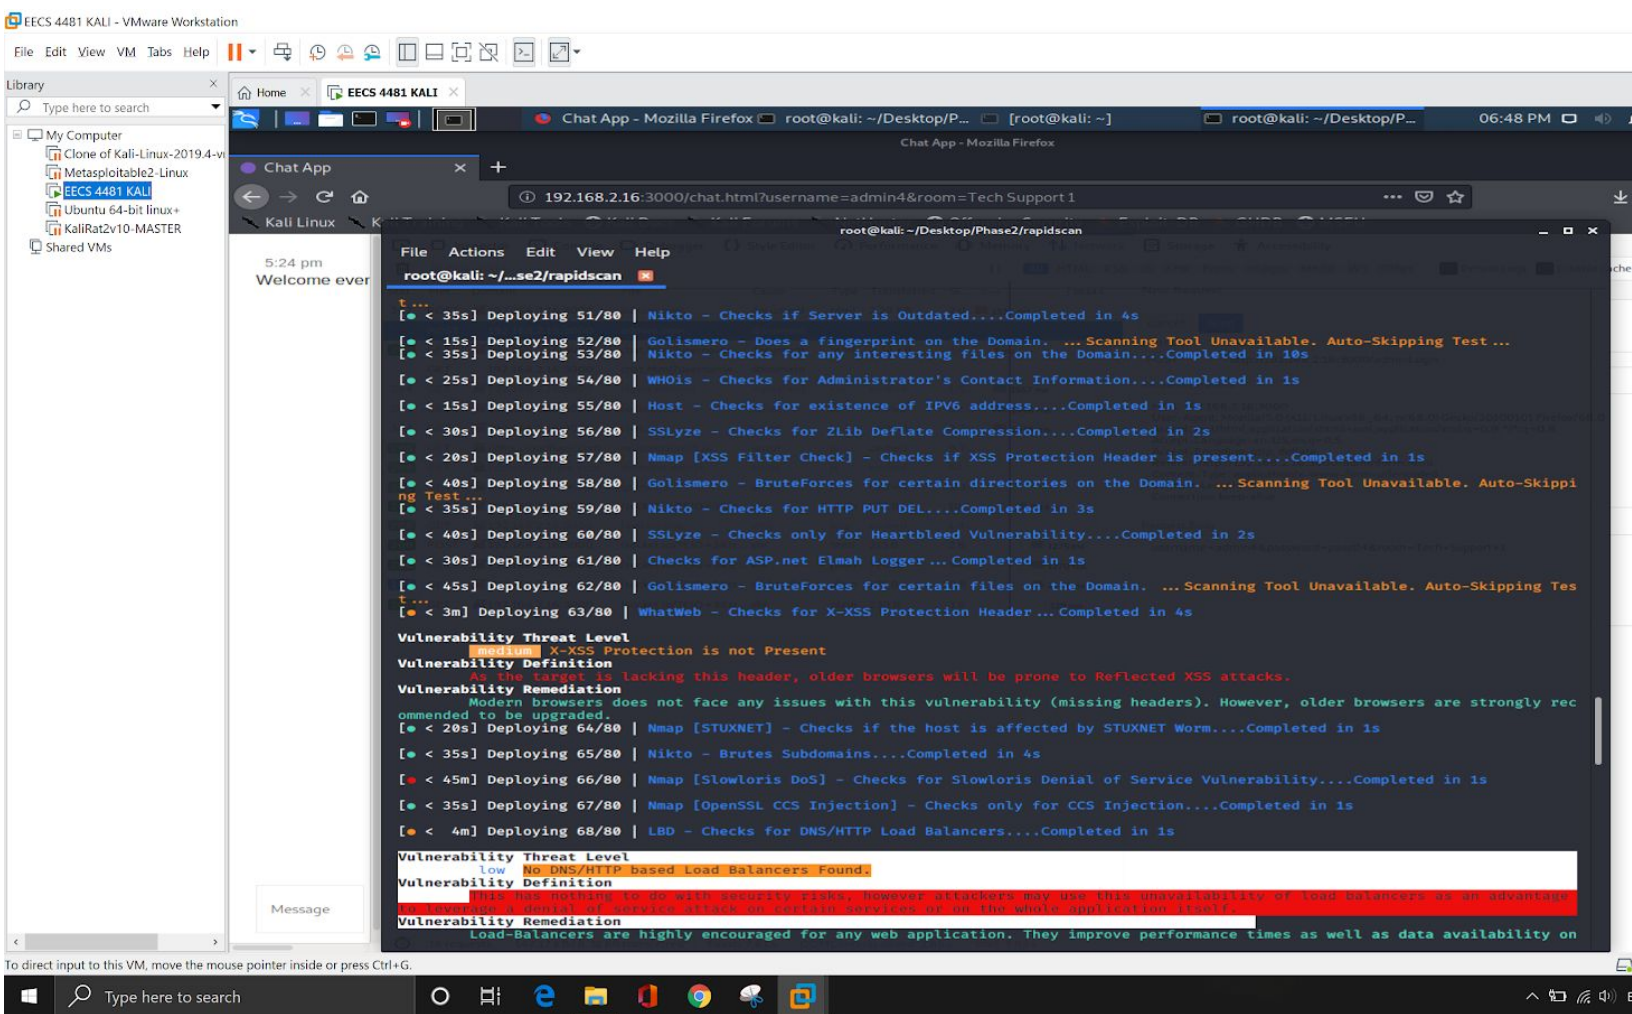 EECS 4481 KALI - VMware Workstation
File Edit View VM Tabs Help
Library
Home
EECS 4481 KALI
Type here to search
My Computer
Clone of Kali-Linux-2019.4-v
Metasploitable2-Linux
EECS 4481 KALI
Ubuntu 64-bit linux+
KaliRat2v10-MASTER
Shared VMs
Chat App - Mozilla Firefox
root@kali: ~/Desktop/P...
[root@kali: ~]
root@kali: ~/Desktop/P...
06:48 PM
Chat App - Mozilla Firefox
Chat App
192.168.2.16:3000/chat.html?username=admin4&room=Tech Support 1
Kali Linux
5:24 pm
Welcome ever
Message
root@kali: ~/Desktop/Phase2/rapidscan
File Actions Edit View Help
root@kali: ~/...se2/rapidscan
t ...
[● < 35s] Deploying 51/80 | Nikto - Checks if Server is Outdated....Completed in 4s
[● < 15s] Deploying 52/80 | Golismero - Does a fingerprint on the Domain. ... Scanning Tool Unavailable. Auto-Skipping Test ...
[● < 35s] Deploying 53/80 | Nikto - Checks for any interesting files on the Domain....Completed in 10s
[● < 25s] Deploying 54/80 | WHOis - Checks for Administrator's Contact Information....Completed in 1s
[● < 15s] Deploying 55/80 | Host - Checks for existence of IPV6 address....Completed in 1s
[● < 30s] Deploying 56/80 | SSLyze - Checks for ZLib Deflate Compression....Completed in 2s
[● < 20s] Deploying 57/80 | Nmap [XSS Filter Check] - Checks if XSS Protection Header is present....Completed in 1s
[● < 40s] Deploying 58/80 | Golismero - BruteForces for certain directories on the Domain. ... Scanning Tool Unavailable. Auto-Skippi
ng Test ...
[● < 35s] Deploying 59/80 | Nikto - Checks for HTTP PUT DEL....Completed in 3s
[● < 40s] Deploying 60/80 | SSLyze - Checks only for Heartbleed Vulnerability....Completed in 2s
[● < 30s] Deploying 61/80 | Checks for ASP.net Elmah Logger ... Completed in 1s
[● < 45s] Deploying 62/80 | Golismero - BruteForces for certain files on the Domain. ... Scanning Tool Unavailable. Auto-Skipping Tes
t ...
[● < 3m] Deploying 63/80 | WhatWeb - Checks for X-XSS Protection Header ... Completed in 4s
Vulnerability Threat Level
medium X-XSS Protection is not Present
Vulnerability Definition
As the target is lacking this header, older browsers will be prone to Reflected XSS attacks.
Vulnerability Remediation
Modern browsers does not face any issues with this vulnerability (missing headers). However, older browsers are strongly rec
ommended to be upgraded.
[● < 20s] Deploying 64/80 | Nmap [STUXNET] - Checks if the host is affected by STUXNET Worm....Completed in 1s
[● < 35s] Deploying 65/80 | Nikto - Brutes Subdomains....Completed in 4s
[● < 45m] Deploying 66/80 | Nmap [Slowloris DoS] - Checks for Slowloris Denial of Service Vulnerability....Completed in 1s
[● < 35s] Deploying 67/80 | Nmap [OpenSSL CCS Injection] - Checks only for CCS Injection....Completed in 1s
[● < 4m] Deploying 68/80 | LBD - Checks for DNS/HTTP Load Balancers....Completed in 1s
Vulnerability Threat Level
low No DNS/HTTP based Load Balancers Found.
Vulnerability Definition
This has nothing to do with security risks, however attackers may use this unavailability of load balancers as an advantage
to leverage a denial of service attack on certain services or on the whole application itself.
Vulnerability Remediation
Load-Balancers are highly encouraged for any web application. They improve performance times as well as data availability on
To direct input to this VM, move the mouse pointer inside or press Ctrl+G.
Type here to search